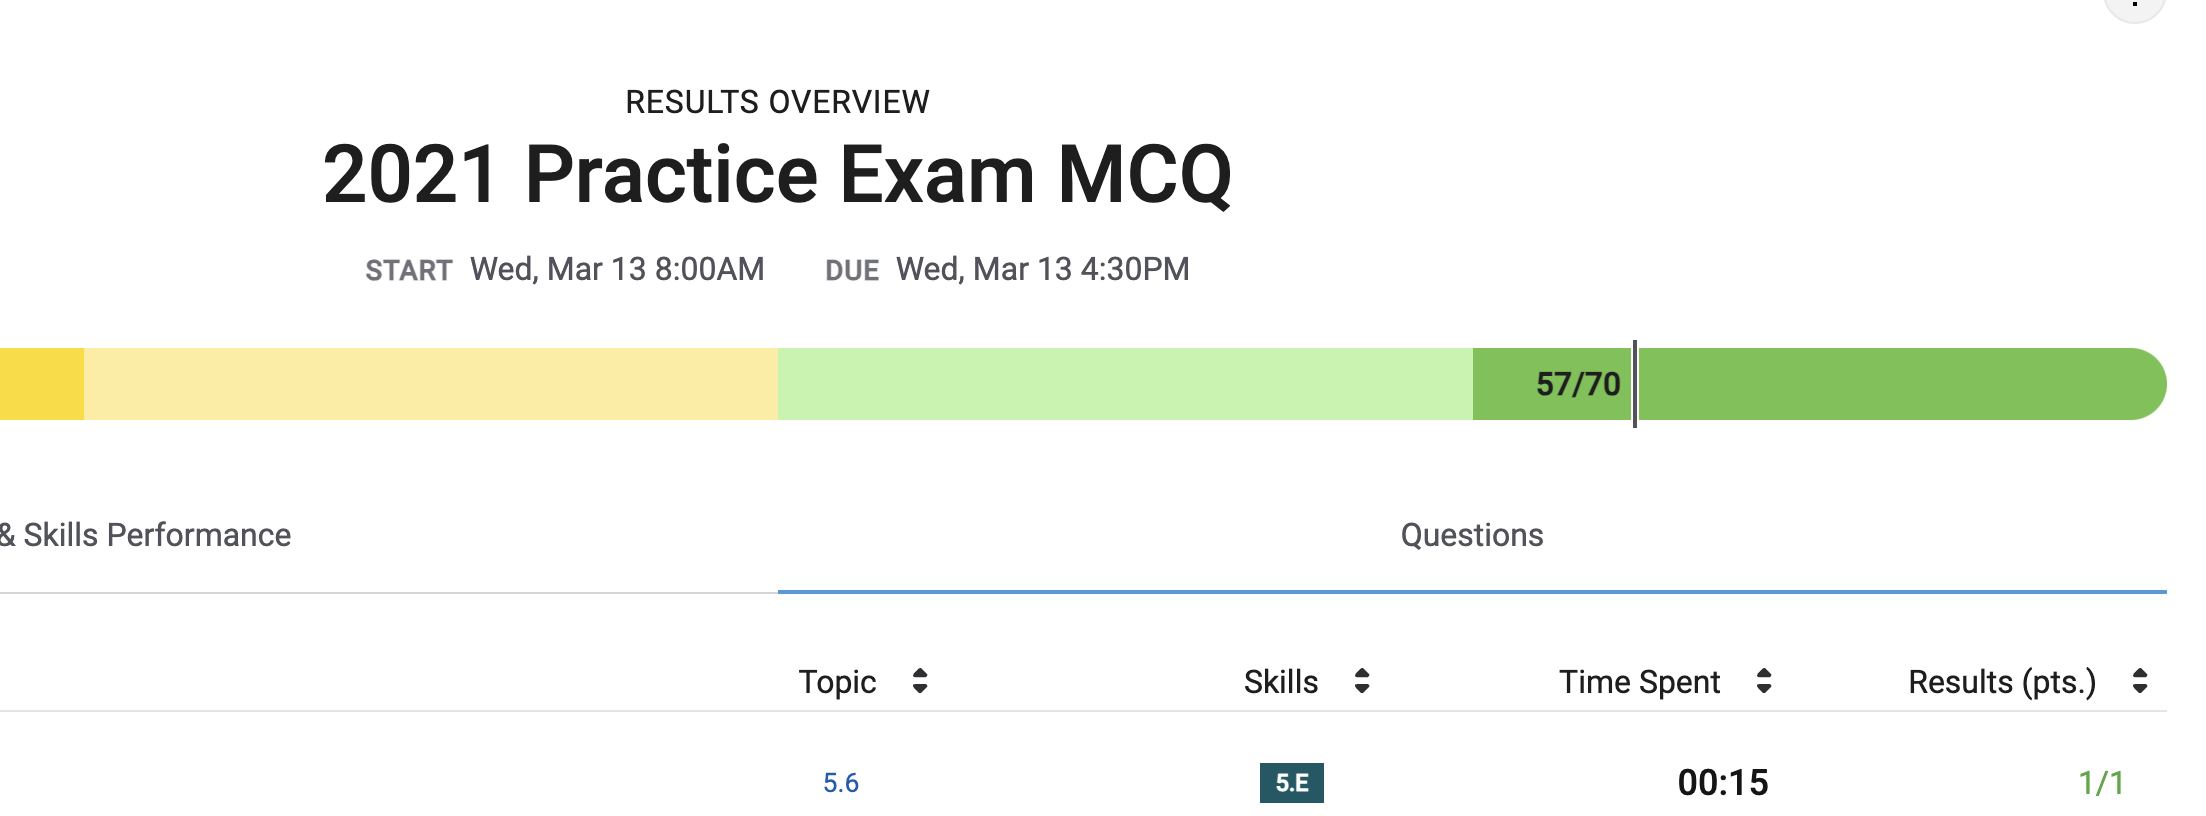 RESULTS OVERVIEW
2021 Practice Exam MCQ
START Wed, Mar 13 8:00AM DUE Wed, Mar 13 4:30PM
57/70
& Skills Performance Questions
Topic Skills Time Spent Results (pts.)
5.6 5.E 00:15 1/1